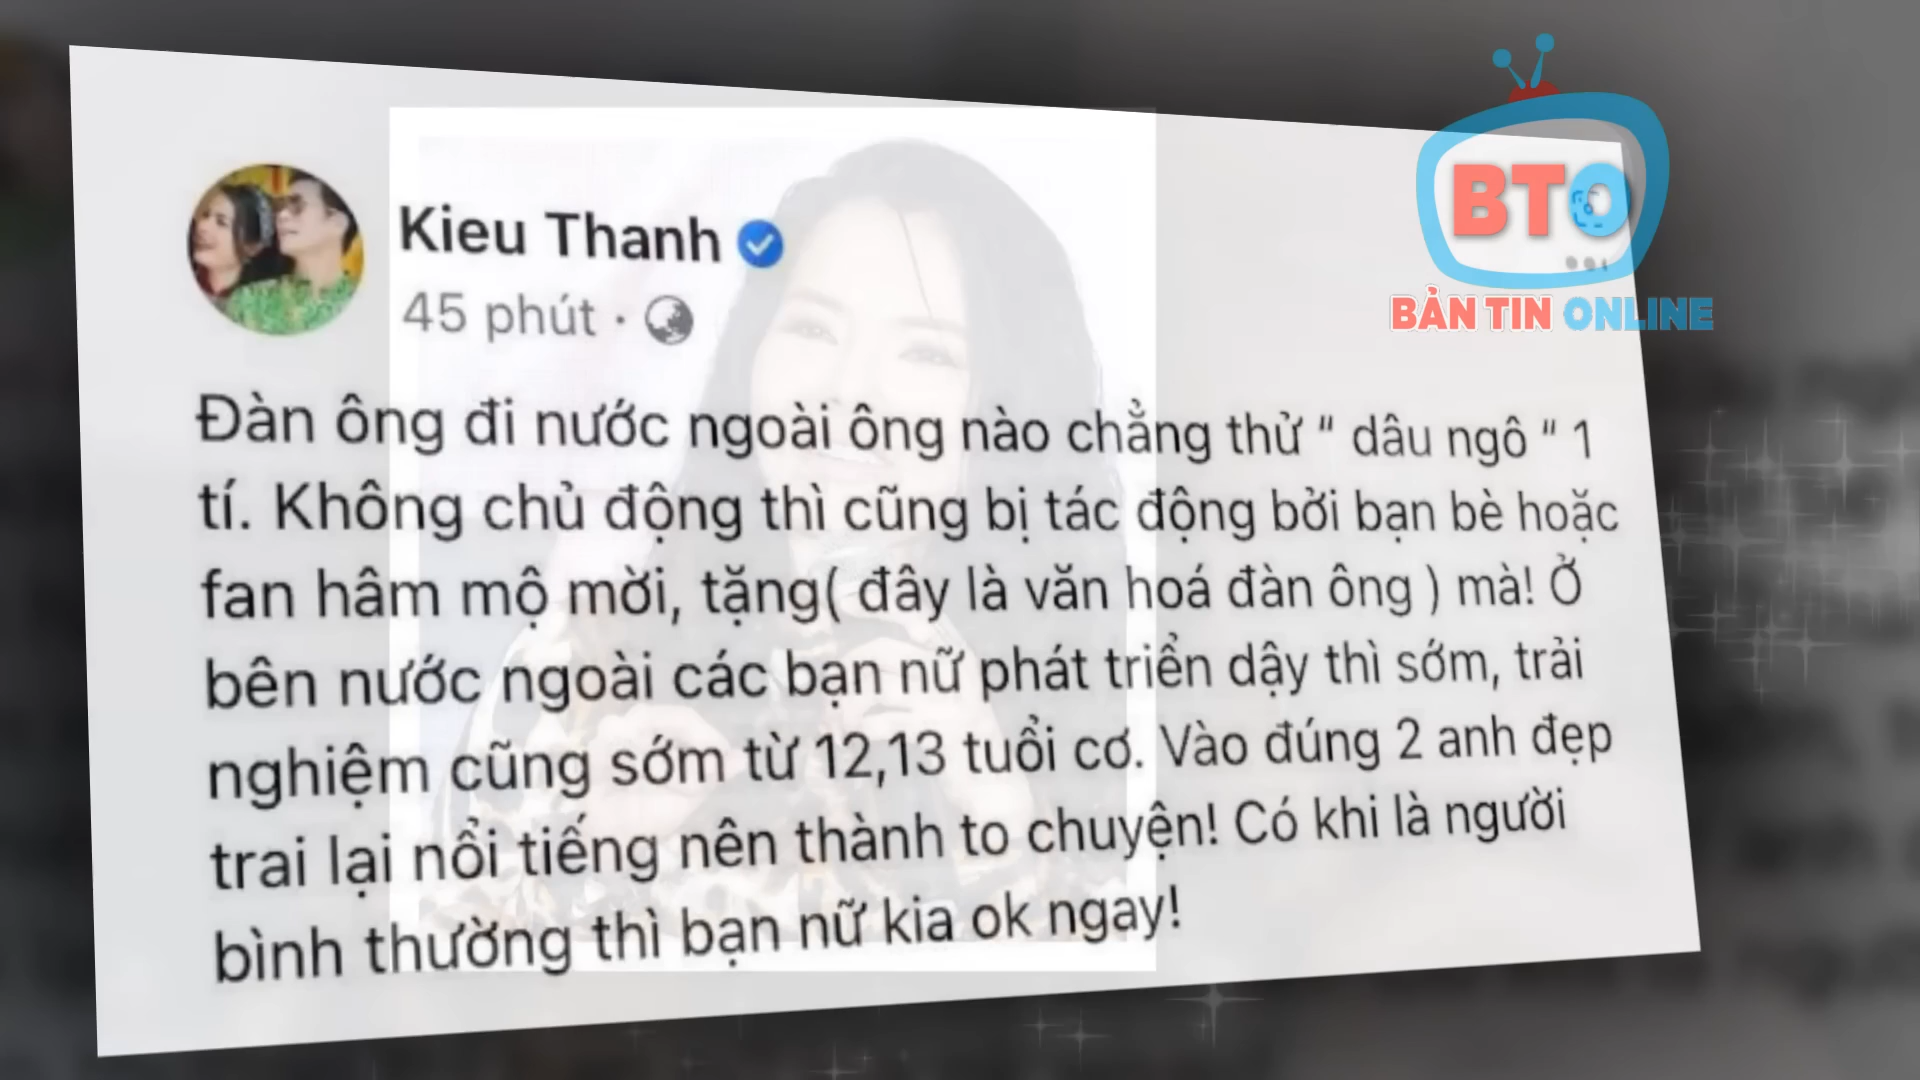 BTO
BẢN TIN ONLINE
Kieu Thanh
45 phút ·
Đàn ông đi nước ngoài ông nào chẳng thử “ dâu ngô “ 1
tí. Không chủ động thì cũng bị tác động bởi bạn bè hoặc
fan hâm mộ mời, tặng( đây là văn hoá đàn ông ) mà! Ở
bên nước ngoài các bạn nữ phát triển dậy thì sớm, trải
nghiệm cũng sớm từ 12,13 tuổi cơ. Vào đúng 2 anh đẹp
trai lại nổi tiếng nên thành to chuyện! Có khi là người
bình thường thì bạn nữ kia ok ngay!